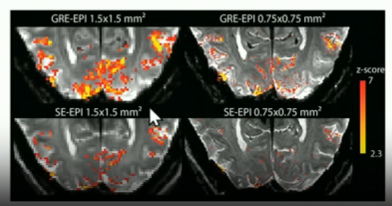 GRE-EPI 1.5x1.5 mm²
GRE-EPI 0.75x0.75 mm²
z-score
7
SE-EPI 1.5x1.5 mm²
SE-EPI 0.75x0.75 mm²
2.3